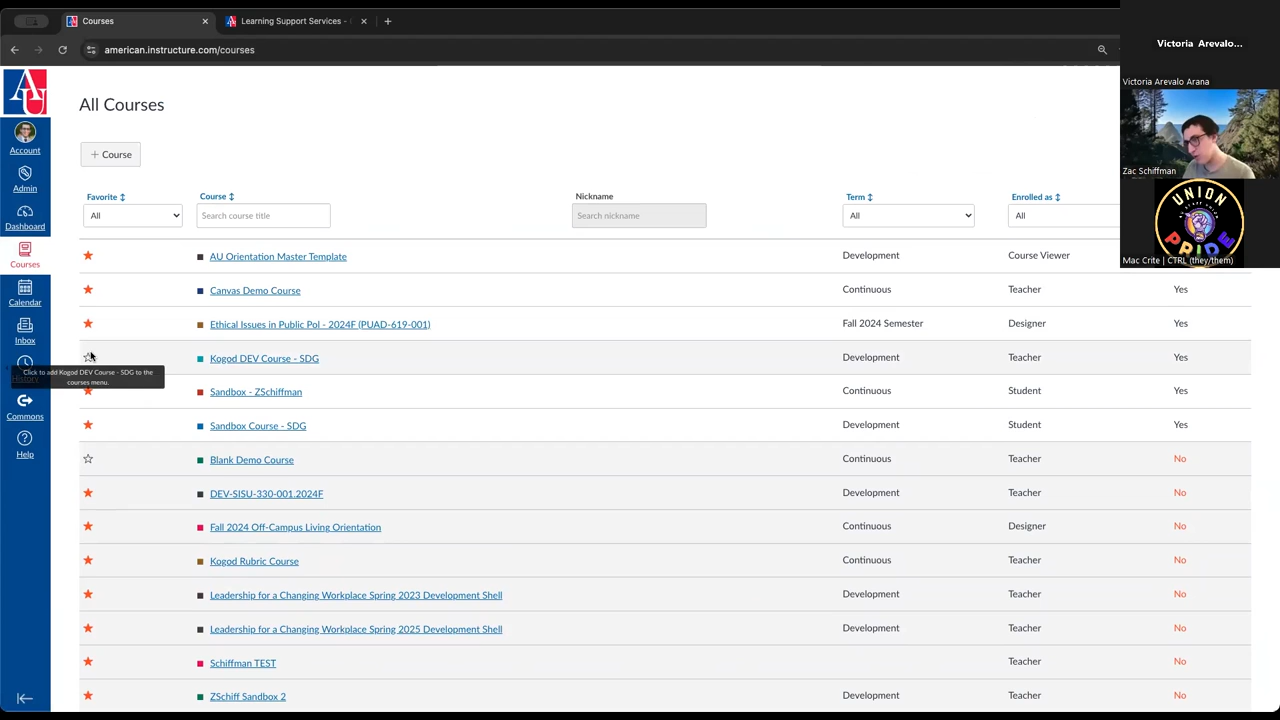 Courses
Learning Support Services - C
american.instructure.com/courses
Victoria Arevalo...
Victoria Arevalo Arana
Zac Schiffman
UNION
PRIDE
Mac Crite | CTRL (they/them)
AU
Account
Admin
Dashboard
Courses
Calendar
Inbox
History
Commons
Help
All Courses
+ Course
Favorite
Course
Nickname
Term
Enrolled as
All
Search course title
Search nickname
All
All
AU Orientation Master Template Development Course Viewer
Canvas Demo Course Continuous Teacher Yes
Ethical Issues in Public Pol - 2024F (PUAD-619-001) Fall 2024 Semester Designer Yes
Kogod DEV Course - SDG Development Teacher Yes
Click to add Kogod DEV Course - SDG to the
courses menu.
Sandbox - ZSchiffman Continuous Student Yes
Sandbox Course - SDG Development Student Yes
Blank Demo Course Continuous Teacher No
DEV-SISU-330-001.2024F Development Teacher No
Fall 2024 Off-Campus Living Orientation Continuous Designer No
Kogod Rubric Course Continuous Teacher No
Leadership for a Changing Workplace Spring 2023 Development Shell Development Teacher No
Leadership for a Changing Workplace Spring 2025 Development Shell Development Teacher No
Schiffman TEST Teacher No
ZSchiff Sandbox 2 Development Teacher No